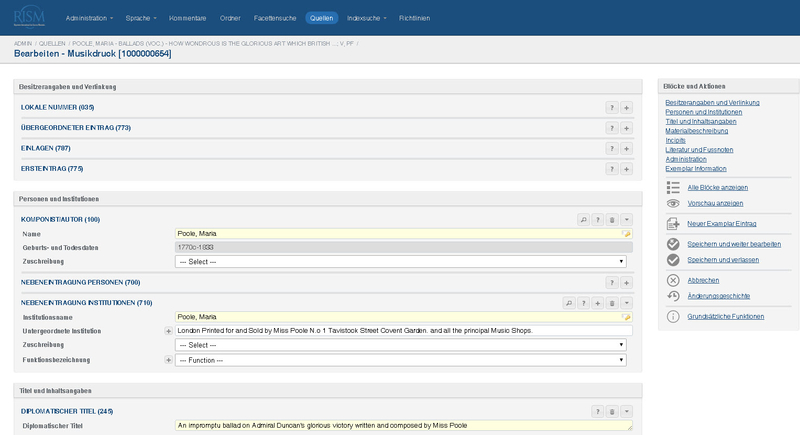 RISM
Administration
Sprache
Kommentare
Ordner
Facettensuche
Quellen
Indexsuche
Richtlinien
ADMIN / QUELLEN / POOLE, MARIA - BALLADS (VOC.) - HOW WONDROUS IS THE GLORIOUS ART WHICH BRITISH ...; V, PF /
Bearbeiten - Musikdruck [1000000654]
Besitzerangaben und Verlinkung
LOKALE NUMMER (035)
ÜBERGEORDNETER EINTRAG (773)
EINLAGEN (787)
ERSTEINTRAG (775)
Personen und Institutionen
KOMPONIST/AUTOR (100)
Name Poole, Maria
Geburts- und Todesdaten 1770c-1833
Zuschreibung --- Select ---
NEBENEINTRAGUNG PERSONEN (700)
NEBENEINTRAGUNG INSTITUTIONEN (710)
Institutionsname Poole, Maria
Untergeordnete Institution London Printed for and Sold by Miss Poole N.o 1 Tavistock Street Covent Garden. and all the principal Music Shops.
Zuschreibung --- Select ---
Funktionsbezeichnung --- Function ---
Titel und Inhaltsangaben
DIPLOMATISCHER TITEL (245)
Diplomatischer Titel An impromptu ballad on Admiral Duncan's glorious victory written and composed by Miss Poole
Blöcke und Aktionen
Besitzerangaben und Verlinkung
Personen und Institutionen
Titel und Inhaltsangaben
Materialbeschreibung
Incipits
Literatur und Fussnoten
Administration
Exemplar Information
Alle Blöcke anzeigen
Vorschau anzeigen
Neuer Exemplar Eintrag
Speichern und weiter bearbeiten
Speichern und verlassen
Abbrechen
Änderungsgeschichte
Grundsätzliche Funktionen